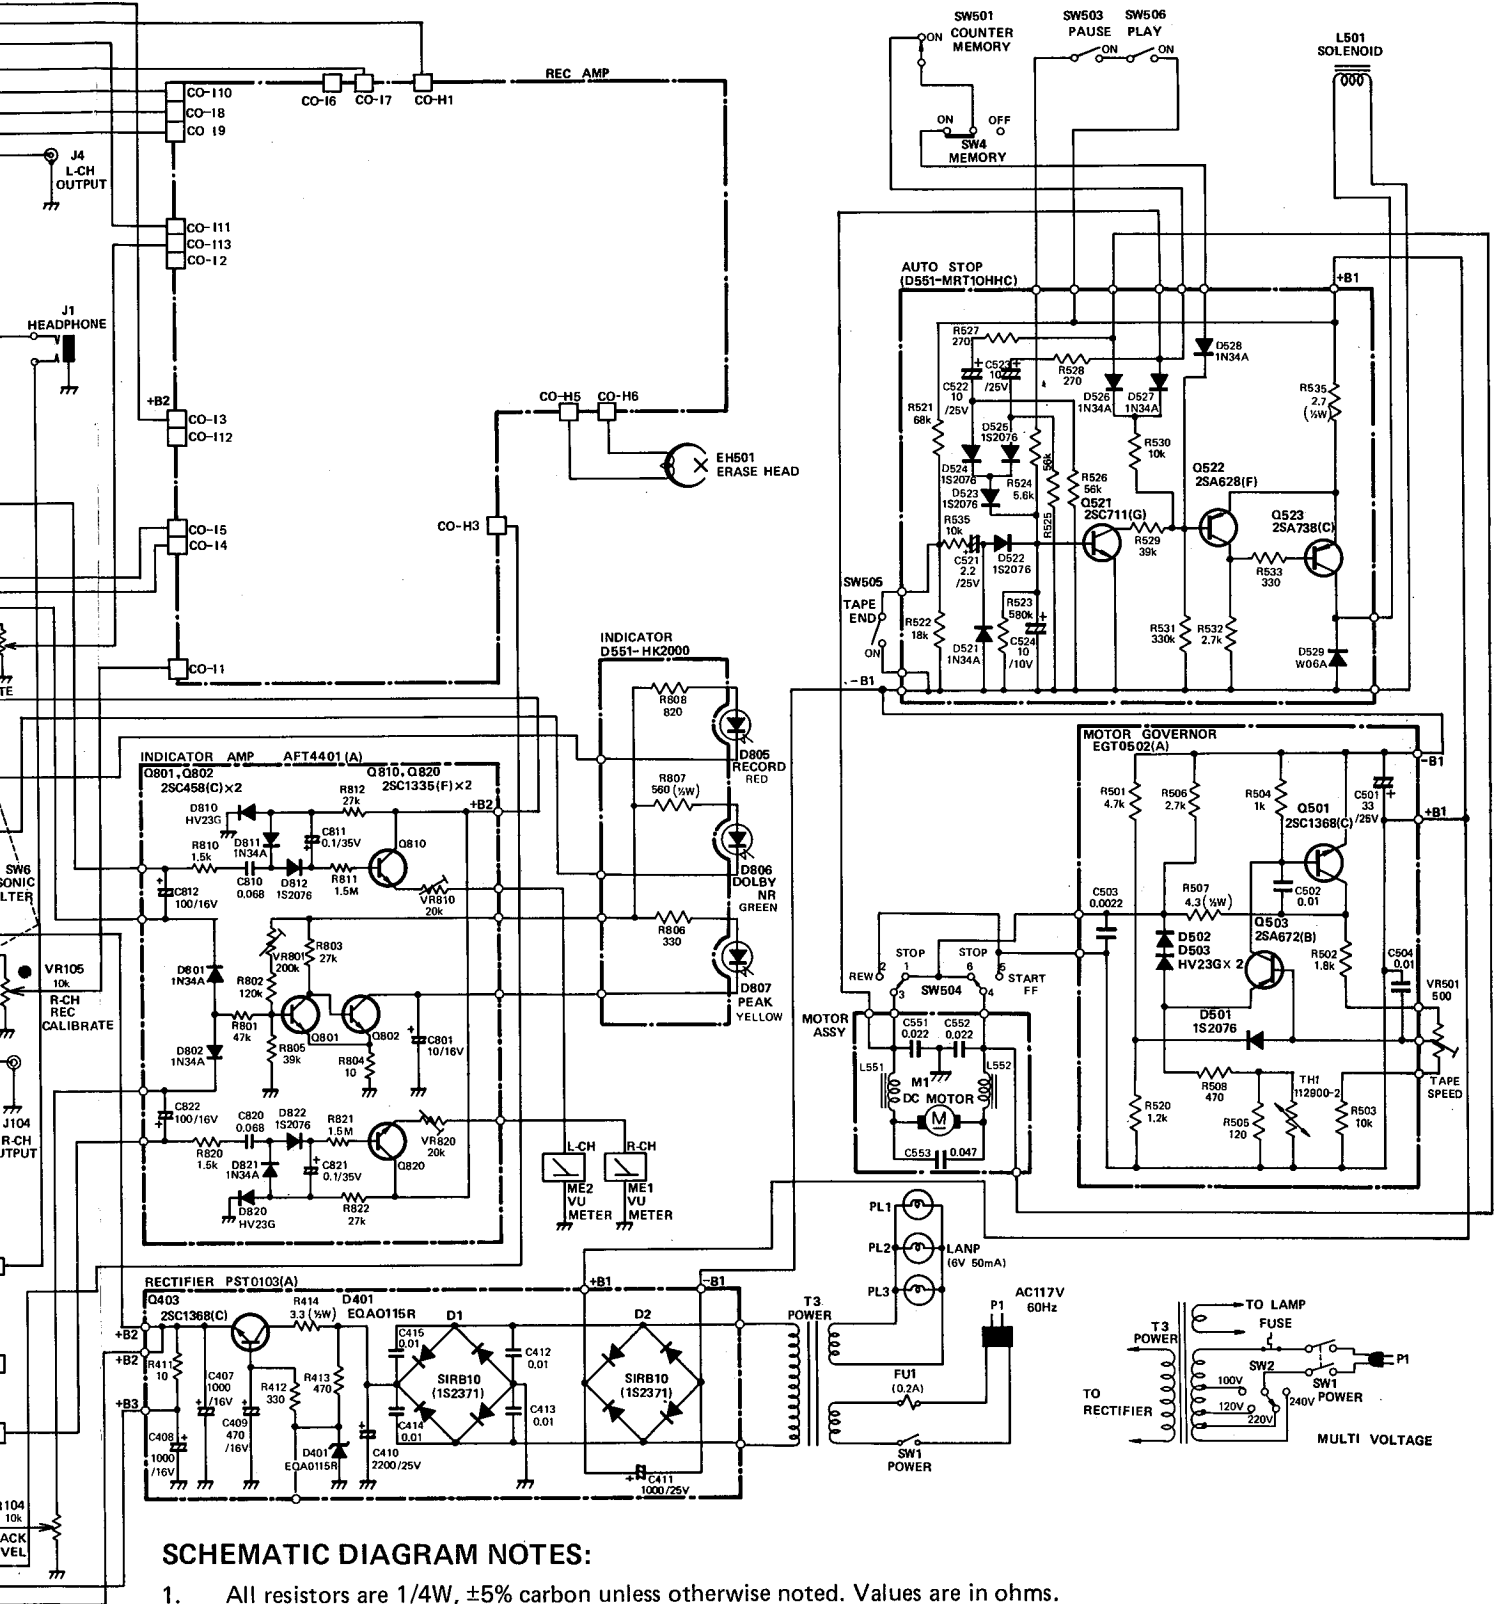 SW501
COUNTER
MEMORY
ON
SW503
PAUSE
ON
SW506
PLAY
ON
L501
SOLENOID
REC AMP
CO-I10
CO-I8
CO I9
CO-I6
CO-I7
CO-H1
ON
OFF
SW4
MEMORY
J4
L-CH
OUTPUT
CO-I11
CO-I13
CO-I2
AUTO STOP
(D551-MRT10HHC)
+B1
J1
HEADPHONE
R527
270
C522
10
/25V
C523
10
/25V
R528
270
D526
1N34A
D527
1N34A
D528
1N34A
R535
2.7
(½W)
+B2
CO-I3
CO-I12
CO-H5
CO-H6
EH501
ERASE HEAD
R521
68k
D525
1S2076
D524
1S2076
D523
1S2076
R524
5.6k
56k
R525
R526
56k
R530
10k
Q521
2SC711(G)
Q522
2SA628(F)
Q523
2SA738(C)
CO-H3
CO-I5
CO-I4
R535
10k
C521
2.2
/25V
D522
1S2076
R529
39k
R533
330
SW505
TAPE
END
ON
R522
18k
D521
1N34A
R523
580k
C524
10
/10V
R531
330k
R532
2.7k
D529
W06A
CO-I1
TE
-B1
INDICATOR
D551-HK2000
R808
820
D805
RECORD
RED
R807
560 (½W)
D806
DOLBY
NR
GREEN
R806
330
D807
PEAK
YELLOW
INDICATOR AMP AFT4401(A)
Q801, Q802
2SC458(C)×2
Q810, Q820
2SC1335(F)×2
D810
HV23G
R812
27k
+B2
R810
1.5k
D811
1N34A
C811
0.1/35V
Q810
C812
100/16V
C810
0.068
D812
1S2076
R811
1.5M
VR810
20k
SW6
SONIC
LTER
VR105
10k
R-CH
REC
CALIBRATE
D801
1N34A
VR801
200k
R803
27k
R802
120k
R801
47k
Q801
Q802
D802
1N34A
R805
39k
R804
10
C801
10/16V
J104
R-CH
UTPUT
C822
100/16V
C820
0.068
D822
1S2076
R821
1.5M
VR820
20k
R820
1.5k
D821
1N34A
C821
0.1/35V
Q820
D820
HV23G
R822
27k
L-CH
ME2
VU
METER
R-CH
ME1
VU
METER
MOTOR GOVERNOR
EGT0502(A)
-B1
+B1
R501
4.7k
R506
2.7k
R504
1k
Q501
2SC1368(C)
C501
33
/25V
C503
0.0022
R507
4.3 (½W)
C502
0.01
Q503
2SA672(B)
D502
D503
HV23G× 2
R502
1.8k
C504
0.01
VR501
500
D501
1S2076
TAPE
SPEED
R508
470
TH1
112900-2
R520
1.2k
R505
120
R503
10k
REW
2
1
STOP
STOP
6
5
START
FF
3
SW504
4
MOTOR
ASSY
C551
0.022
C552
0.022
L551
L552
M1
DC MOTOR
M
C553
0.047
PL1
PL2
PL3
LANP
(6V 50mA)
RECTIFIER PST0103(A)
+B1
-B1
Q403
2SC1368(C)
R414
3.3 (½W)
D401
EQA0115R
D1
D2
+B2
+B2
+B3
R411
10
C407
1000
/16V
R412
330
R413
470
C415
0.01
C414
0.01
C412
0.01
C413
0.01
SIRB10
(1S2371)
SIRB10
(1S2371)
C408
1000
/16V
C409
470
/16V
D401
EQA0115R
C410
2200/25V
C411
1000/25V
T3
POWER
AC117V
60Hz
P1
FU1
(0.2A)
SW1
POWER
T3
POWER
TO LAMP
FUSE
P1
SW2
SW1
POWER
100V
120V
220V
240V
TO
RECTIFIER
MULTI VOLTAGE
104
10k
ACK
VEL
SCHEMATIC DIAGRAM NOTES:
1. All resistors are 1/4W, ±5% carbon unless otherwise noted. Values are in ohms.